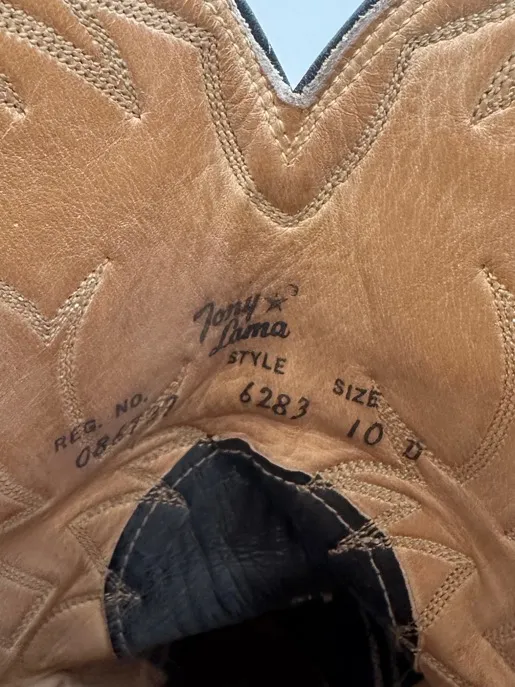 Tony
Lama
STYLE
6283
REG. NO.
SIZE
10 D